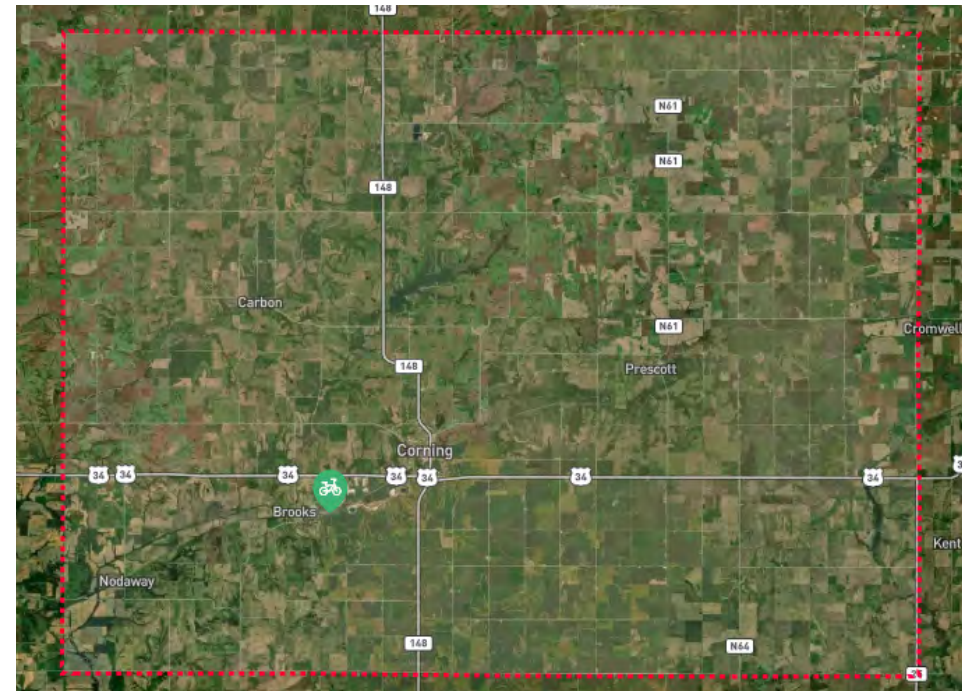 148
N61
N61
148
Carbon
N61
Cromwell
148
Prescott
Corning
34
34
34
34
34
34
34
Brooks
Kent
Nodaway
148
N64